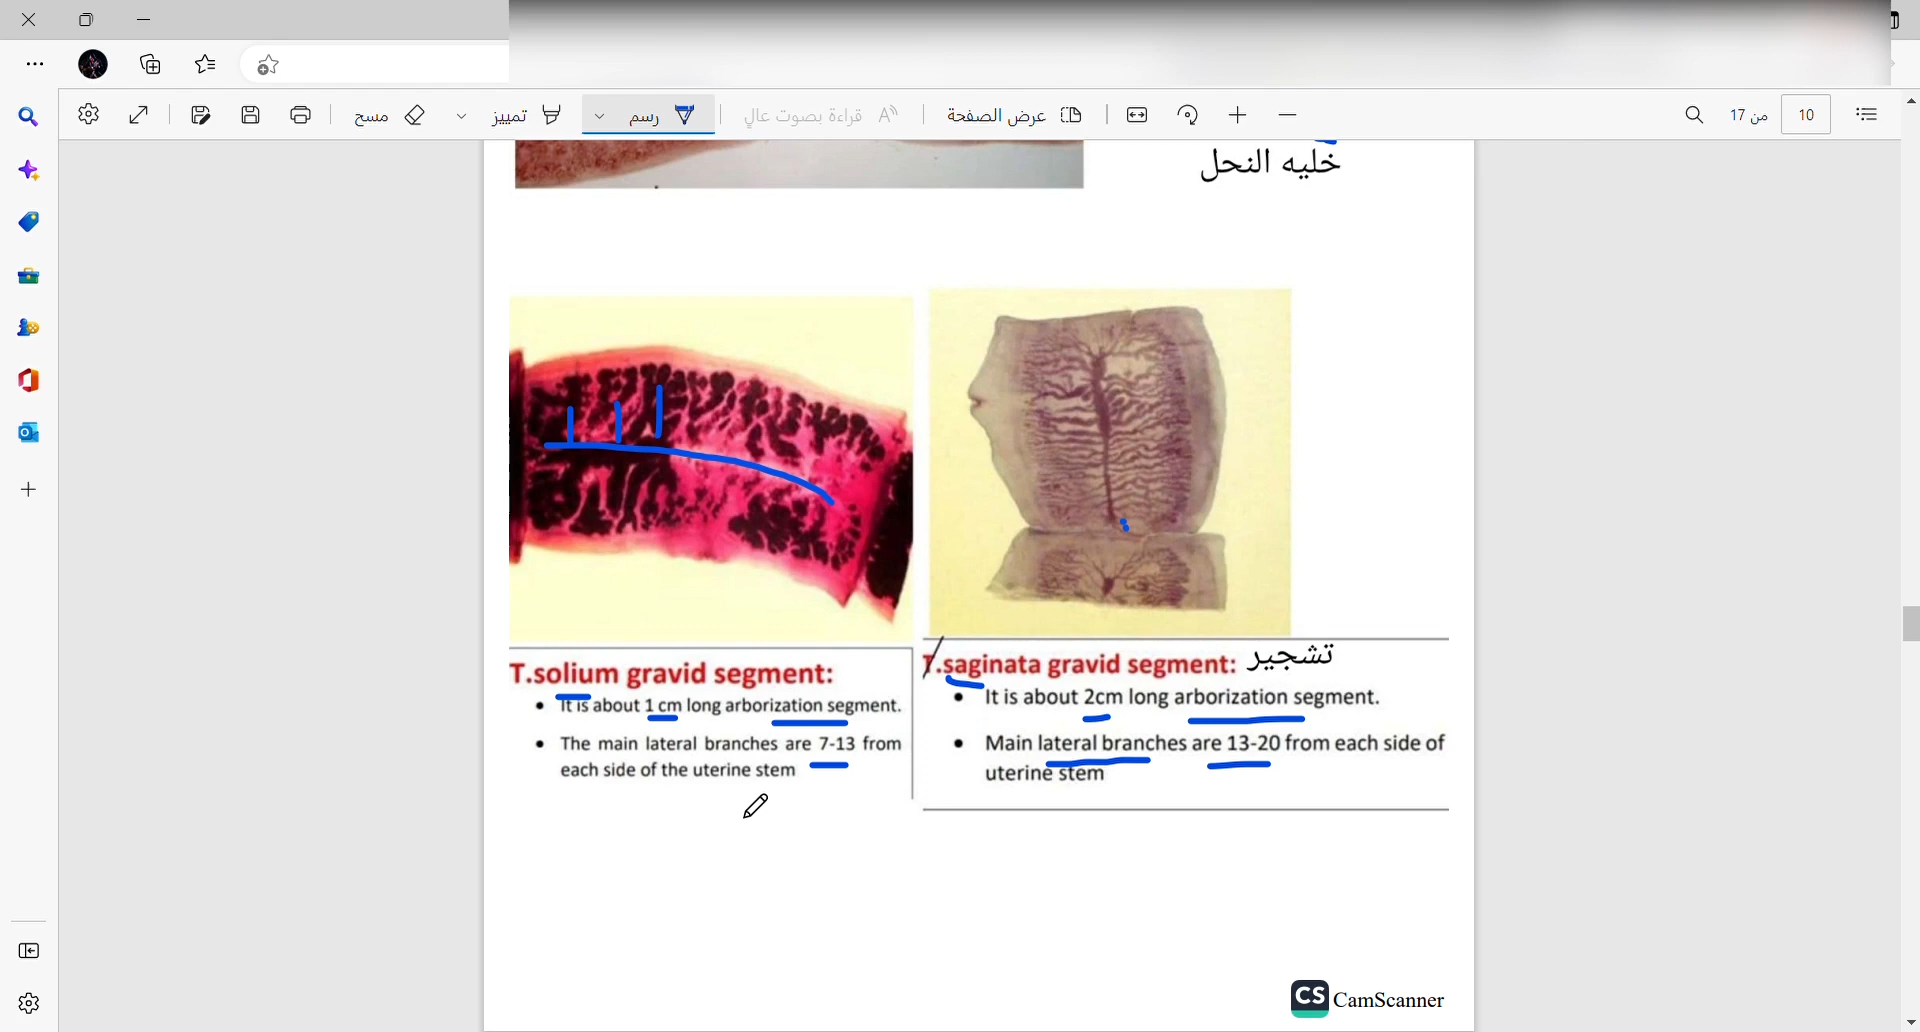 مسح
تمييز
رسم
قراءة بصوت عالٍ
عرض الصفحة
من 17
10
خليه النحل
T.solium gravid segment:
• It is about 1 cm long arborization segment.
• The main lateral branches are 7-13 from
each side of the uterine stem
T.saginata gravid segment: تشجير
• It is about 2cm long arborization segment.
• Main lateral branches are 13-20 from each side of
uterine stem
CS CamScanner